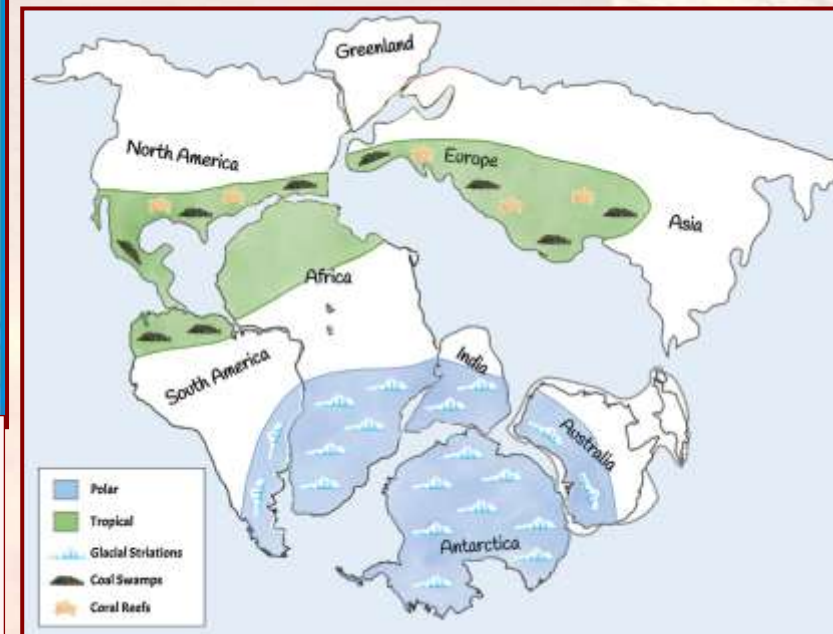 Greenland
North America
Europe
Asia
Africa
India
South America
Australia
Antarctica
Polar
Tropical
Glacial Striations
Coal Swamps
Coral Reefs